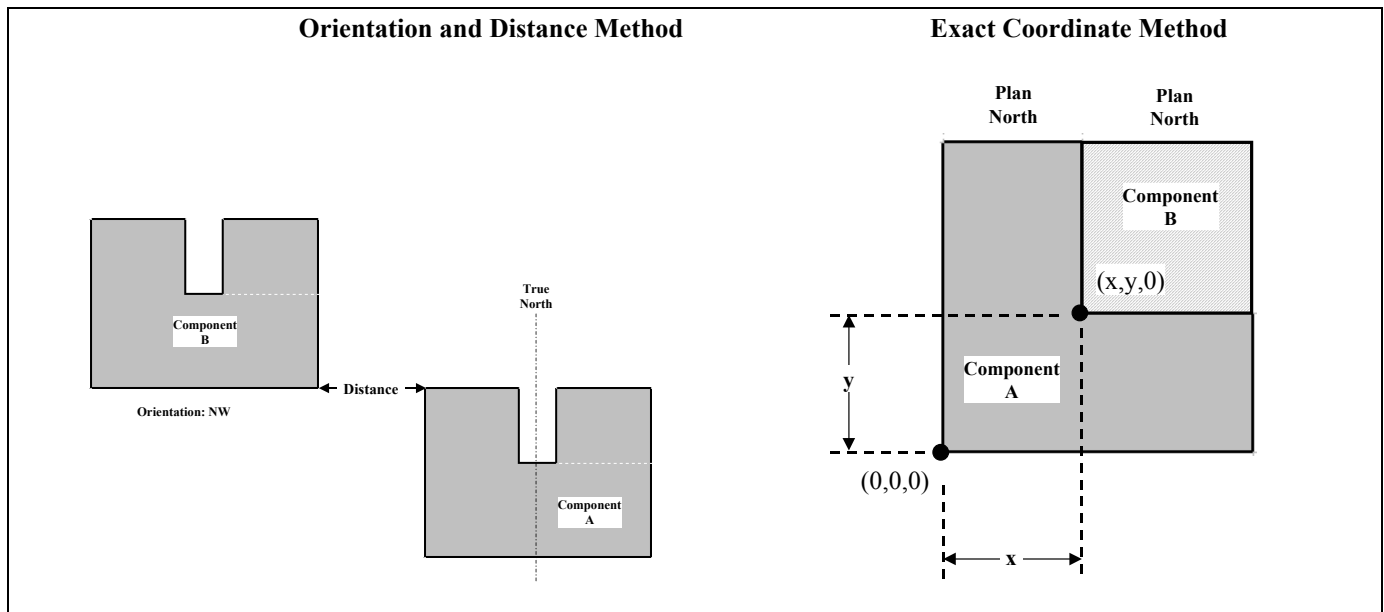 Orientation and Distance Method
Component
B
Orientation: NW
Distance
True
North
Component
A
Exact Coordinate Method
Plan
North
Plan
North
Component
B
(x,y,0)
y
Component
A
(0,0,0)
x